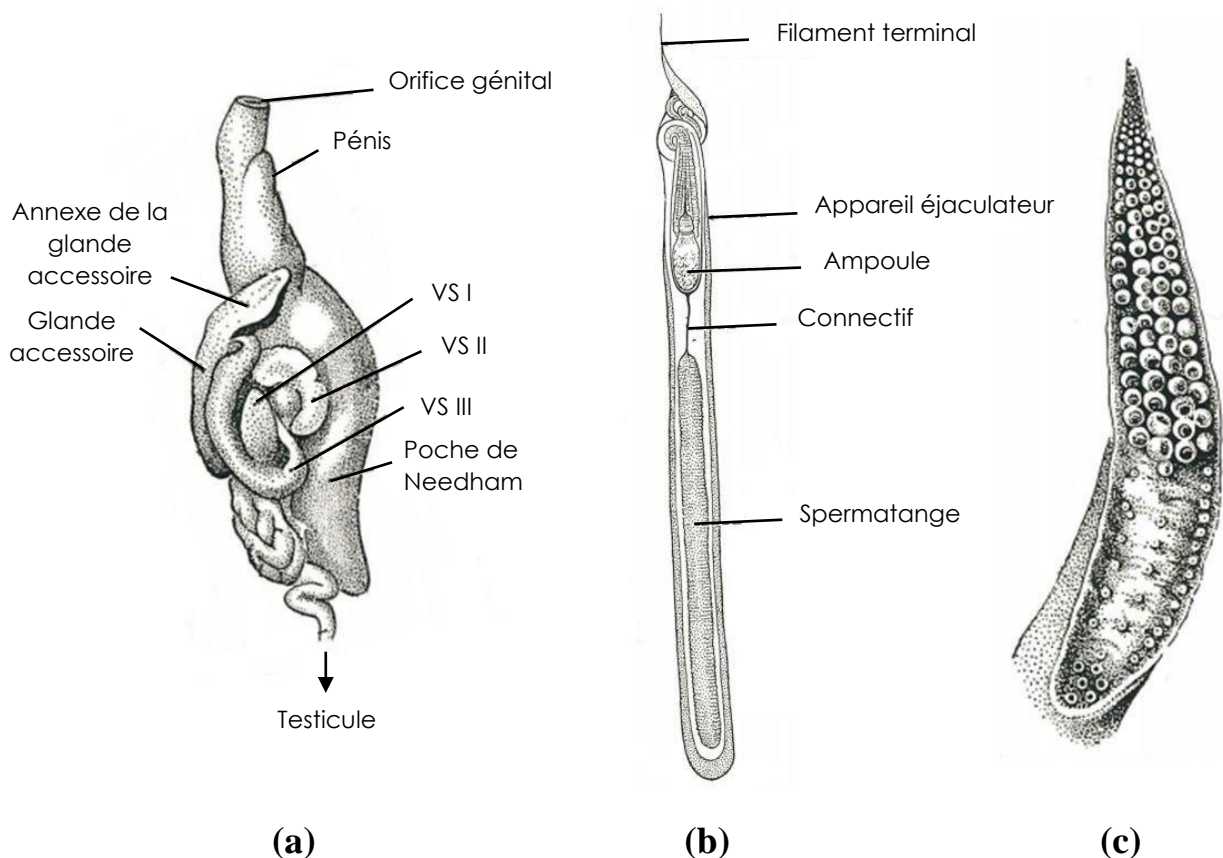 Orifice génital
Pénis
Annexe de la
glande
accessoire
Glande
accessoire
VS I
VS II
VS III
Poche de
Needham
Testicule
(a)
Filament terminal
Appareil éjaculateur
Ampoule
Connectif
Spermatange
(b)
(c)